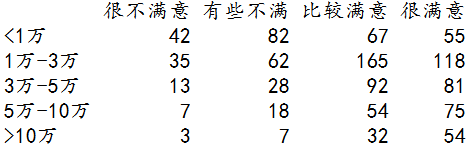 很不满意 有些不满 比较满意 很满意
<1万 42 82 67 55
1万-3万 35 62 165 118
3万-5万 13 28 92 81
5万-10万 7 18 54 75
>10万 3 7 32 54